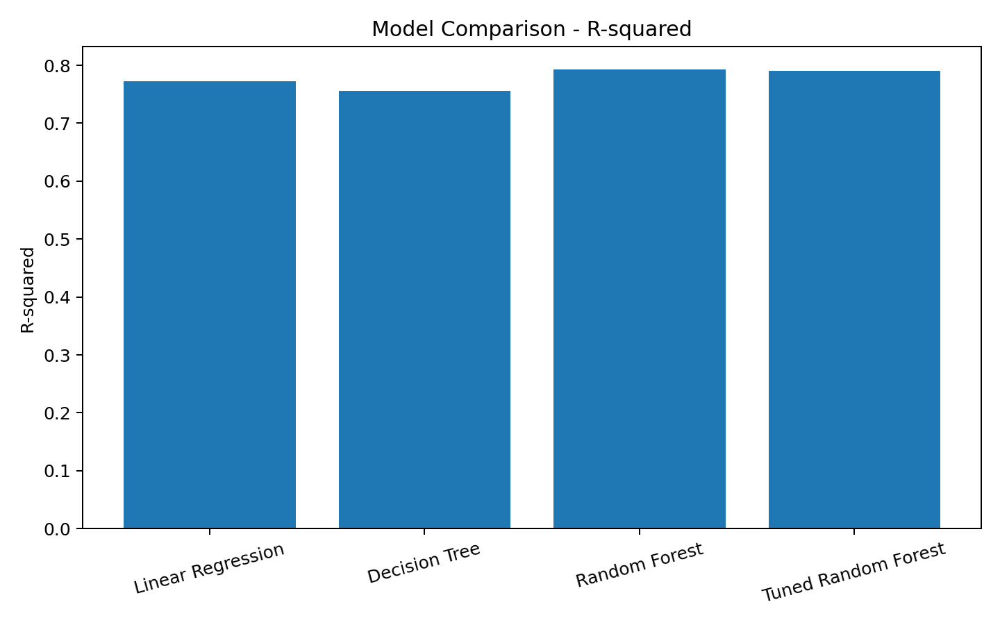 Model Comparison - R-squared
R-squared
0.8
0.7
0.6
0.5
0.4
0.3
0.2
0.1
0.0
Linear Regression
Decision Tree
Random Forest
Tuned Random Forest